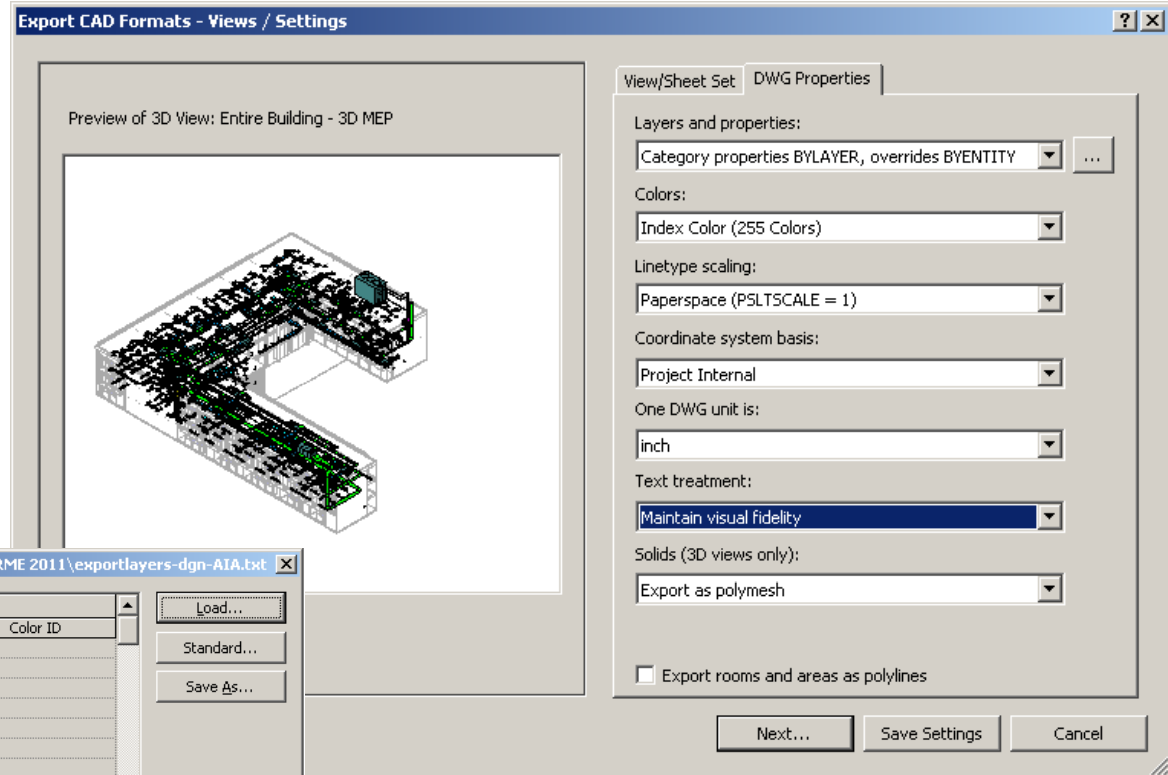 Export CAD Formats - Views / Settings
Preview of 3D View: Entire Building - 3D MEP
View/Sheet Set
DWG Properties
Layers and properties:
Category properties BYLAYER, overrides BYENTITY
...
Colors:
Index Color (255 Colors)
Linetype scaling:
Paperspace (PSLTSCALE = 1)
Coordinate system basis:
Project Internal
One DWG unit is:
inch
Text treatment:
Maintain visual fidelity
Solids (3D views only):
Export as polymesh
Export rooms and areas as polylines
Next...
Save Settings
Cancel
RME 2011\exportlayers-dgn-AIA.txt
Color ID
Load...
Standard...
Save As...